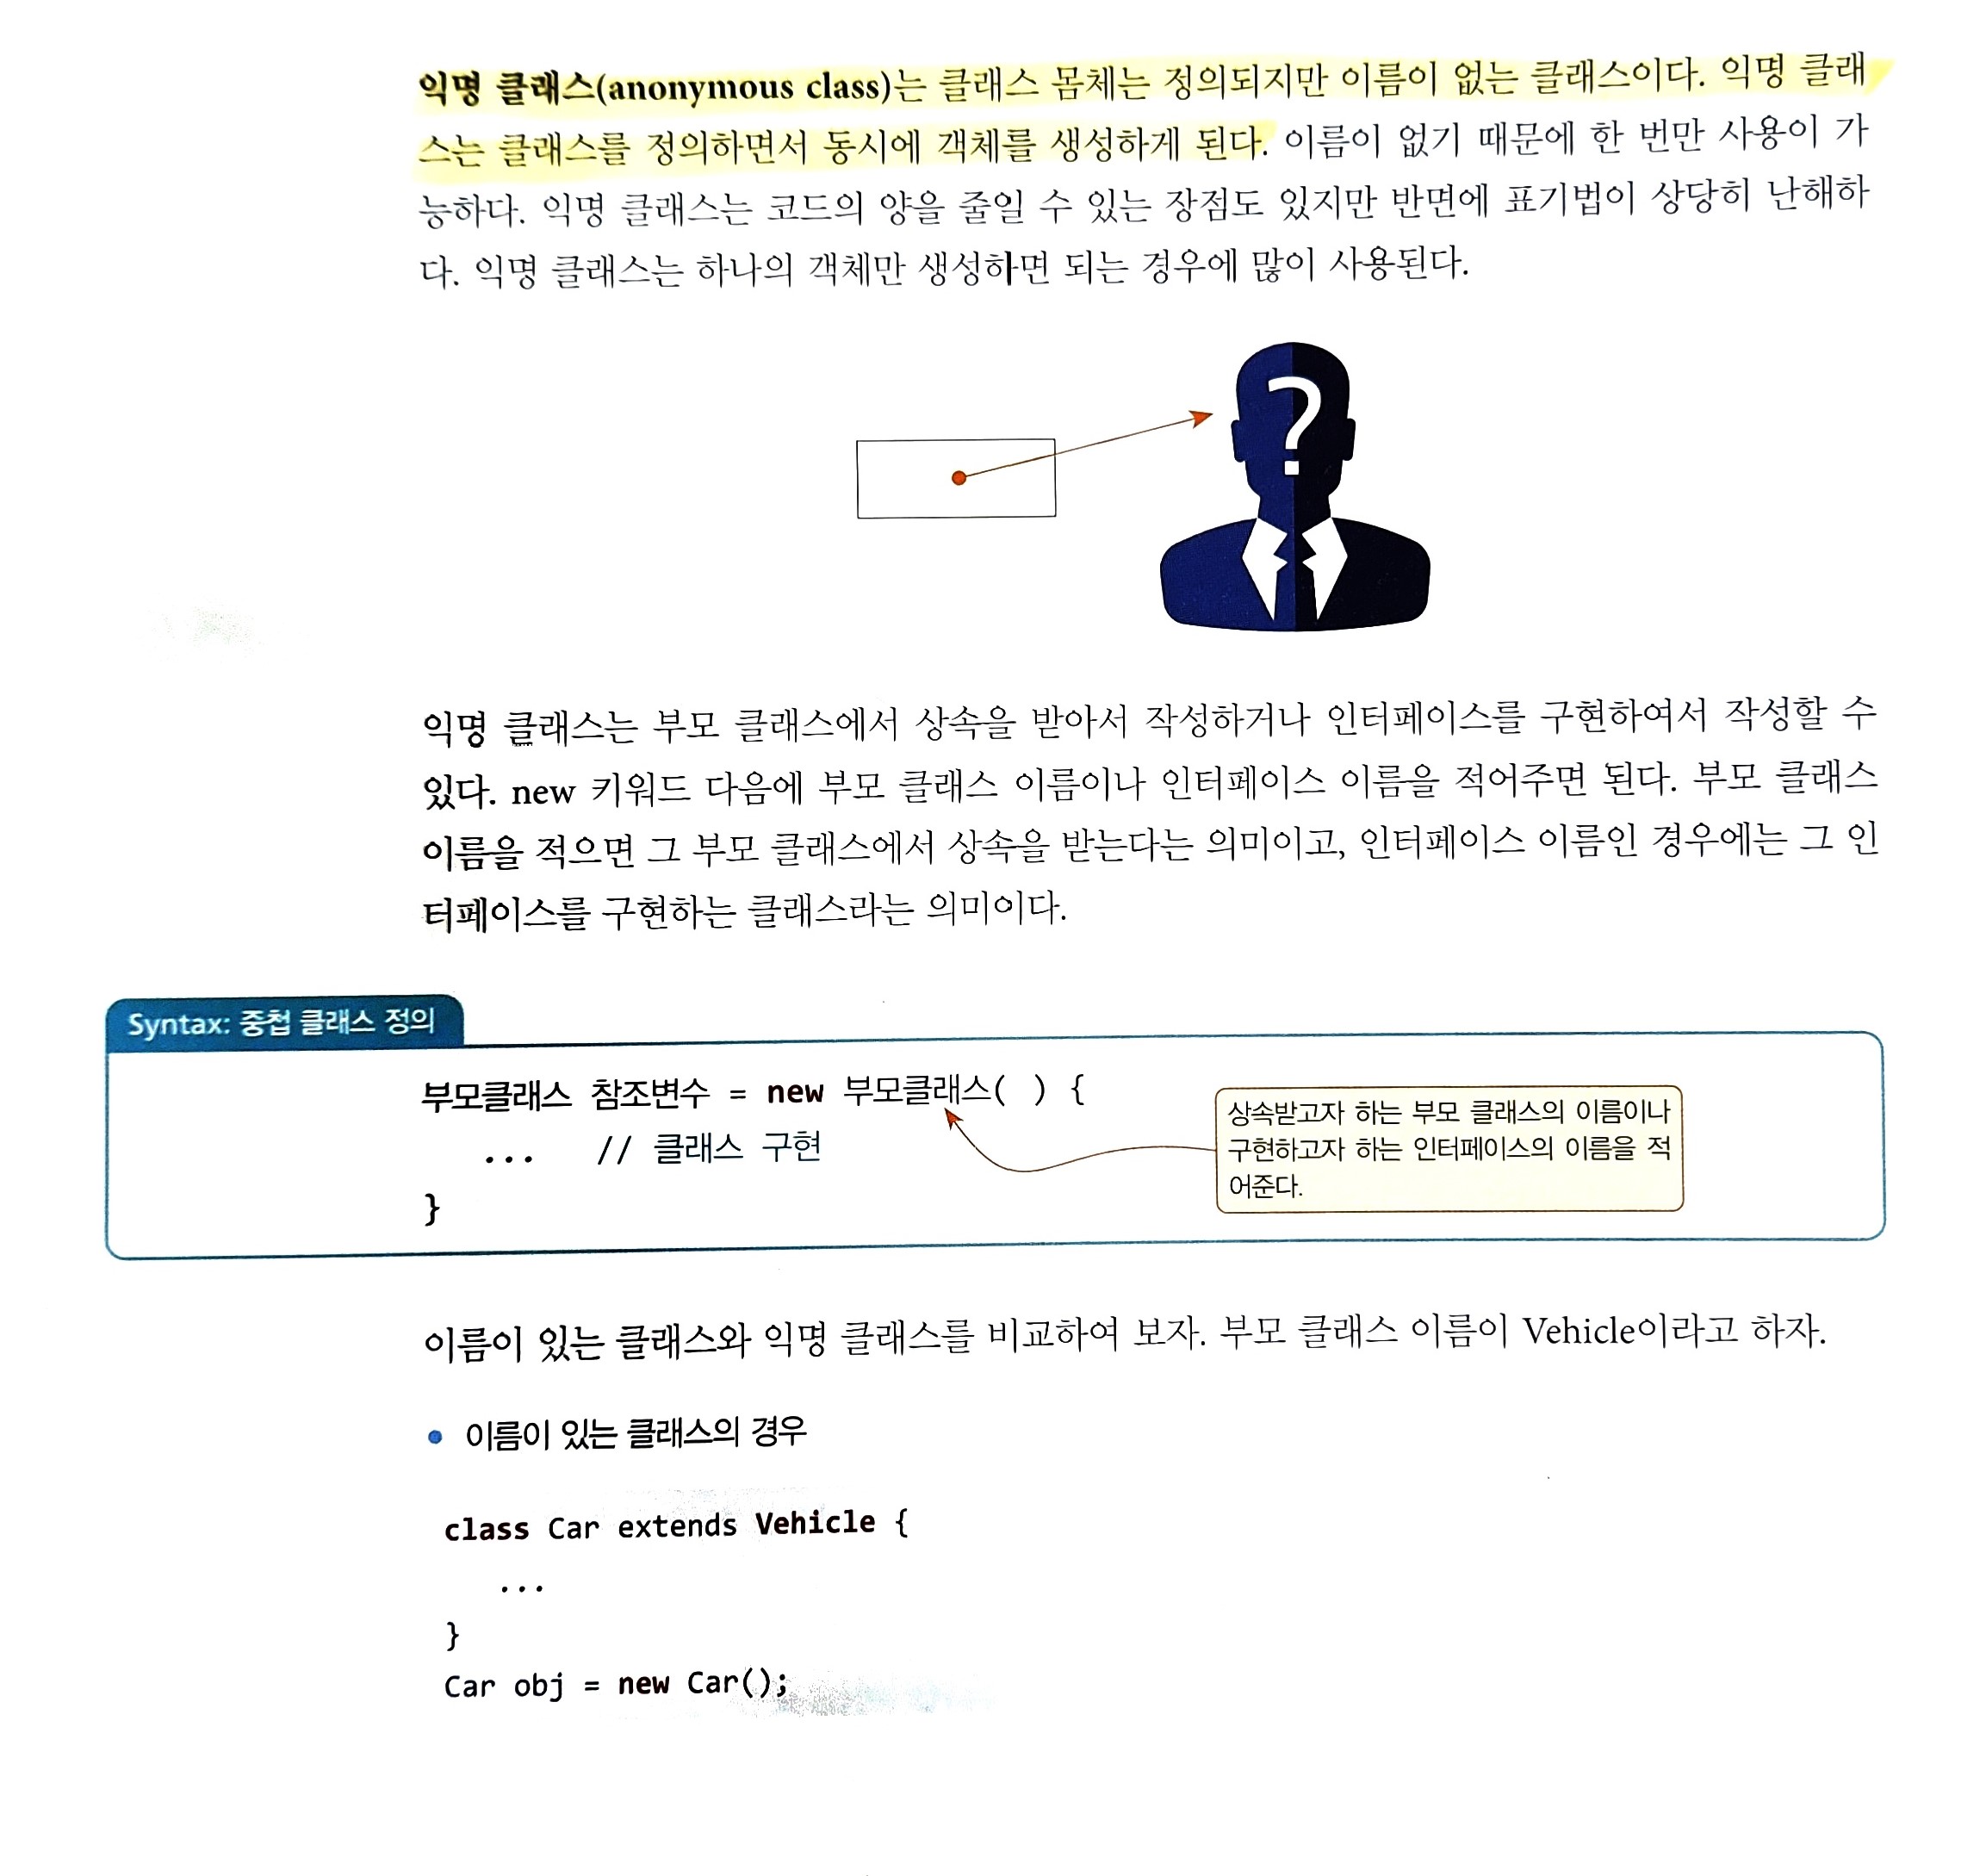 익명 클래스(anonymous class)는 클래스 몸체는 정의되지만 이름이 없는 클래스이다. 익명 클래
스는 클래스를 정의하면서 동시에 객체를 생성하게 된다. 이름이 없기 때문에 한 번만 사용이 가
능하다. 익명 클래스는 코드의 양을 줄일 수 있는 장점도 있지만 반면에 표기법이 상당히 난해하
다. 익명 클래스는 하나의 객체만 생성하면 되는 경우에 많이 사용된다.
?
익명 클래스는 부모 클래스에서 상속을 받아서 작성하거나 인터페이스를 구현하여서 작성할 수
있다. new 키워드 다음에 부모 클래스 이름이나 인터페이스 이름을 적어주면 된다. 부모 클래스
이름을 적으면 그 부모 클래스에서 상속을 받는다는 의미이고, 인터페이스 이름인 경우에는 그 인
터페이스를 구현하는 클래스라는 의미이다.
Syntax: 중첩 클래스 정의
부모클래스 참조변수 = new 부모클래스( ) {
... // 클래스 구현
}
상속받고자 하는 부모 클래스의 이름이나
구현하고자 하는 인터페이스의 이름을 적
어준다.
이름이 있는 클래스와 익명 클래스를 비교하여 보자. 부모 클래스 이름이 Vehicle이라고 하자.
• 이름이 있는 클래스의 경우
class Car extends Vehicle {
...
}
Car obj = new Car();